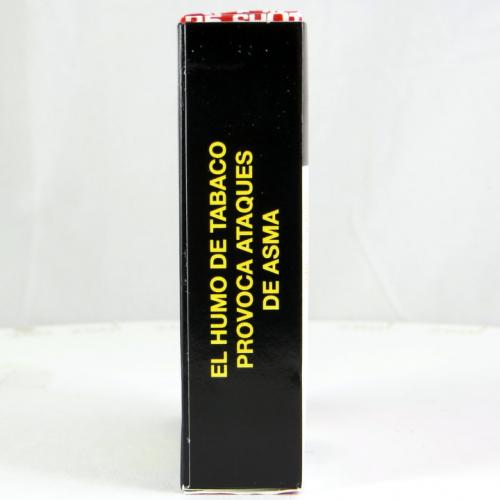 EL HUMO DE TABACO
PROVOCA ATAQUES
DE ASMA